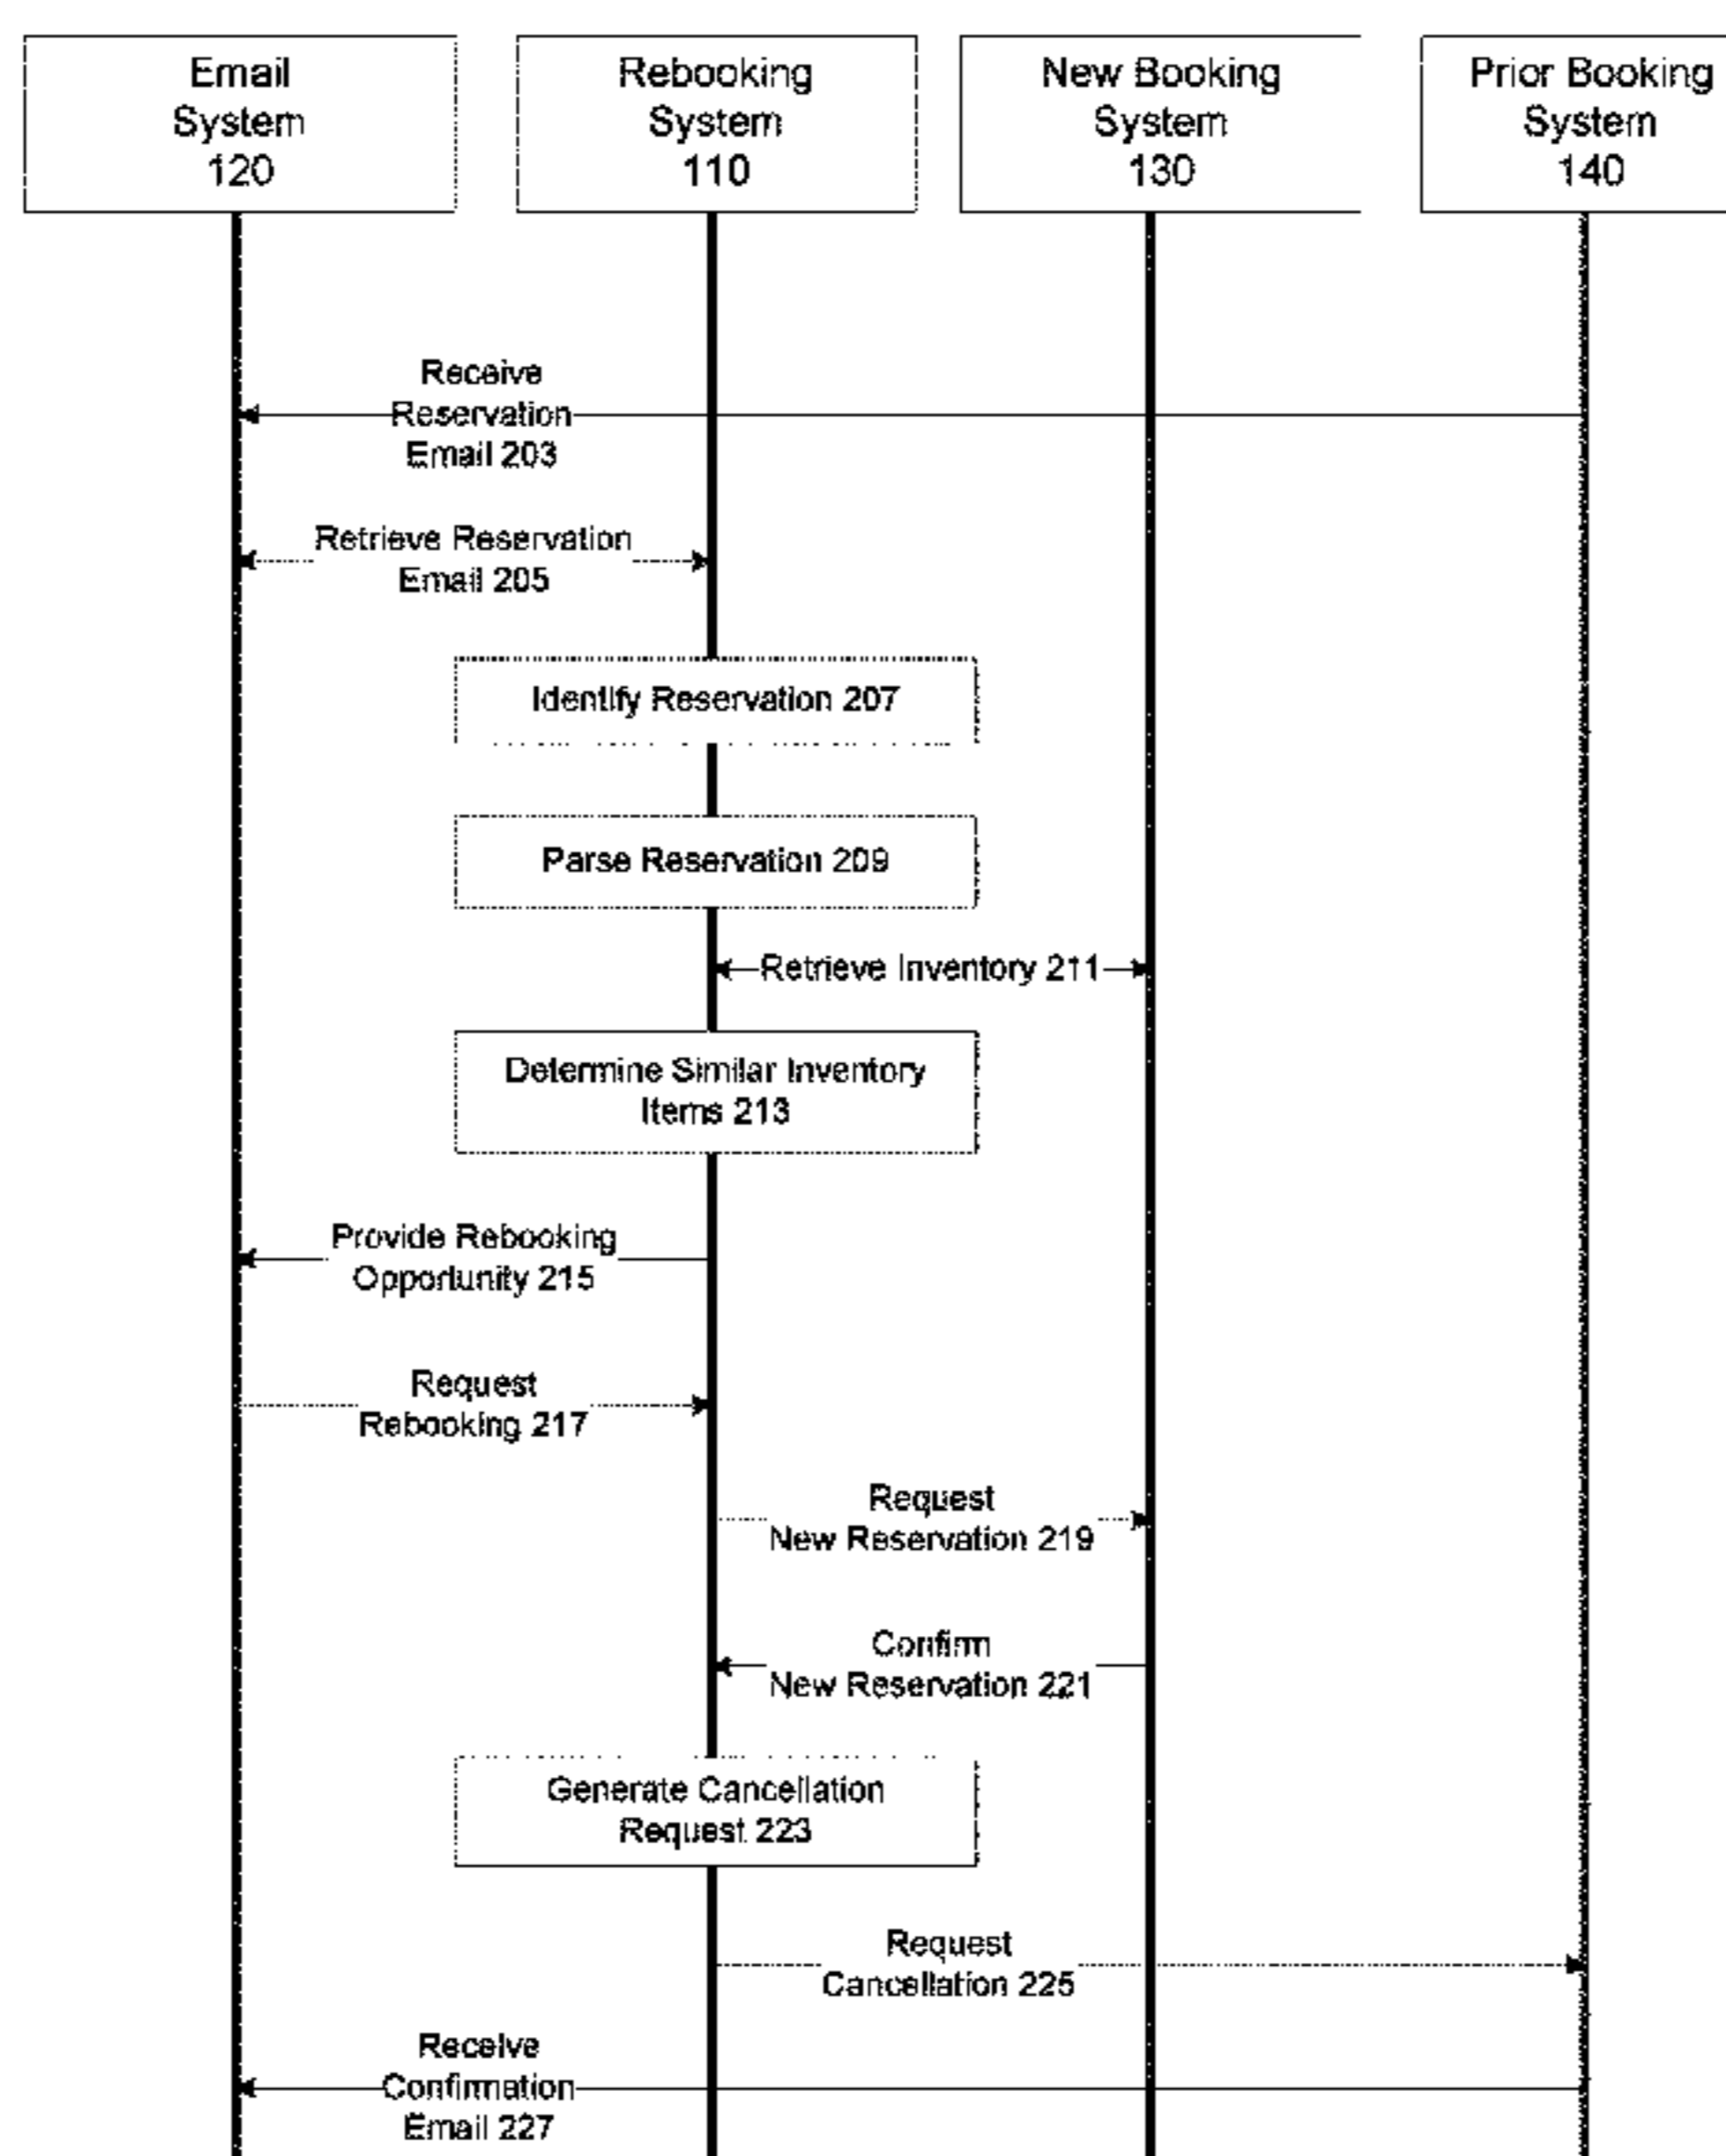 Email
System
120
Rebooking
System
110
New Booking
System
130
Prior Booking
System
140
Receive
Reservation
Email 203
Retrieve Reservation
Email 205
Identify Reservation 207
Parse Reservation 209
Retrieve Inventory 211
Determine Similar Inventory
Items 213
Provide Rebooking
Opportunity 215
Request
Rebooking 217
Request
New Reservation 219
Confirm
New Reservation 221
Generate Cancellation
Request 223
Request
Cancellation 225
Receive
Confirmation
Email 227